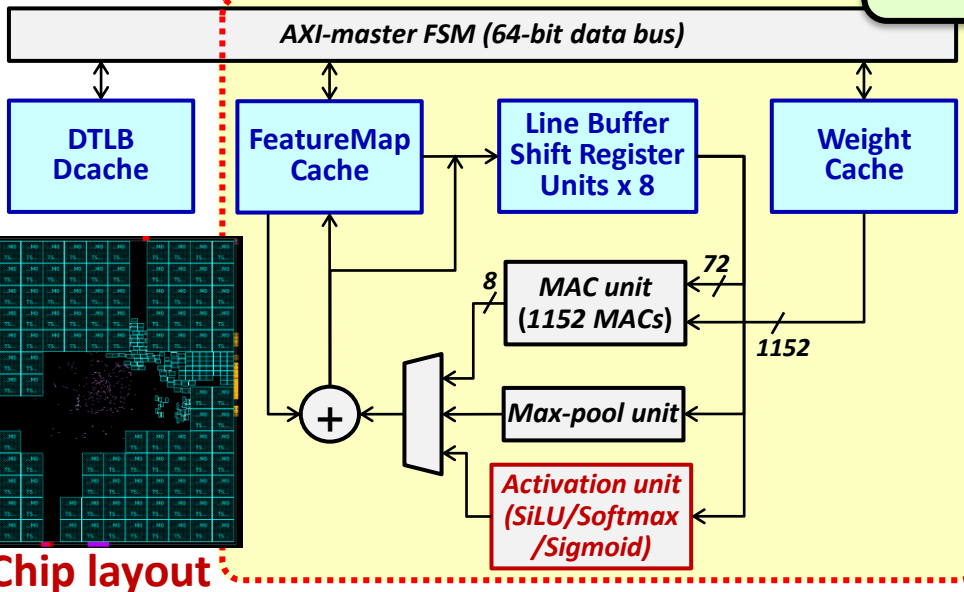 AXI-master FSM (64-bit data bus)
DTLB
Dcache
FeatureMap
Cache
Line Buffer
Shift Register
Units x 8
Weight
Cache
8
MAC unit
(1152 MACs)
72
1152
+
Max-pool unit
Activation unit
(SiLU/Softmax
/Sigmoid)
Chip layout